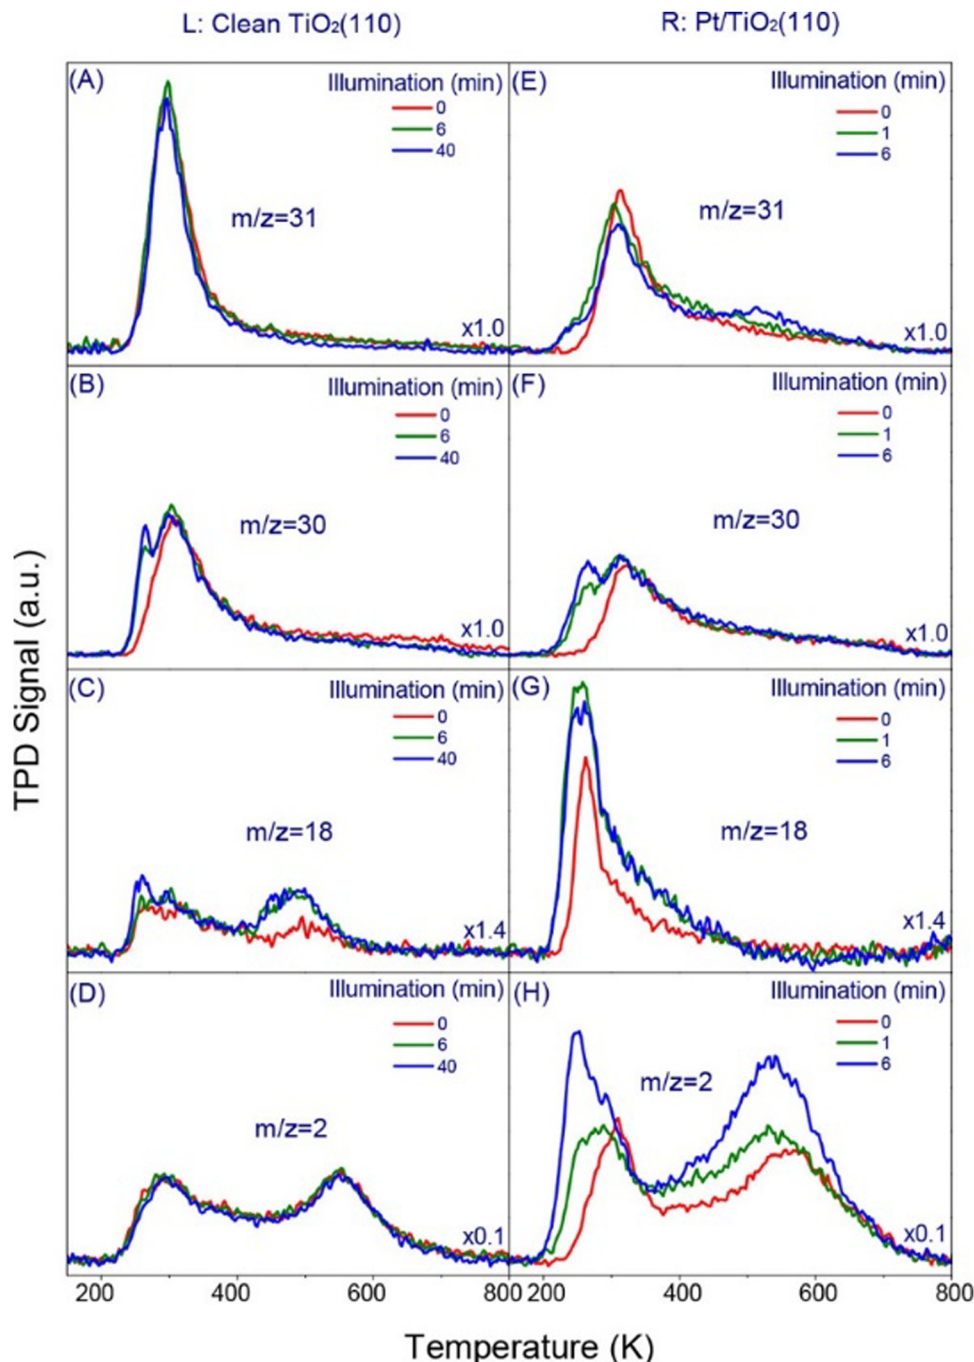 L: Clean TiO₂(110)
R: Pt/TiO₂(110)
(A)
Illumination (min)
0
6
40
m/z=31
x1.0
(E)
Illumination (min)
0
1
6
m/z=31
x1.0
(B)
Illumination (min)
0
6
40
m/z=30
x1.0
(F)
Illumination (min)
0
1
6
m/z=30
x1.0
(C)
Illumination (min)
0
6
40
m/z=18
x1.4
(G)
Illumination (min)
0
1
6
m/z=18
x1.4
(D)
Illumination (min)
0
6
40
m/z=2
x0.1
(H)
Illumination (min)
0
1
6
m/z=2
x0.1
TPD Signal (a.u.)
200 400 600 800 200 400 600 800
Temperature (K)